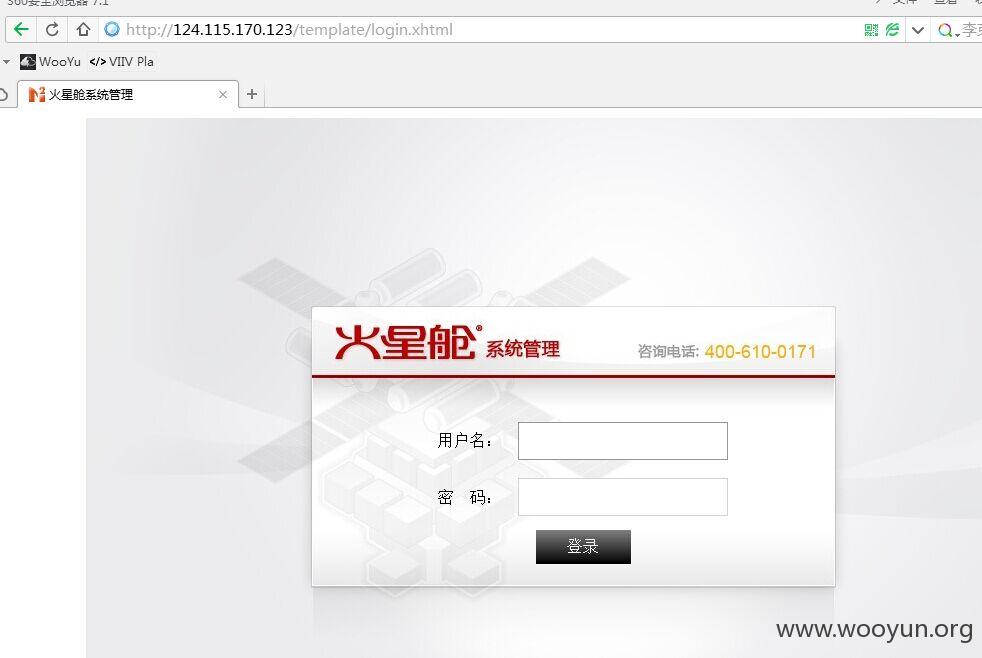 360安全浏览器 7.1
文件 查看
http://124.115.170.123/template/login.xhtml
WooYu </> VIIV Pla
火星舱系统管理
火星舱® 系统管理 咨询电话: 400-610-0171
用户名：
密 码：
登录
www.wooyun.org